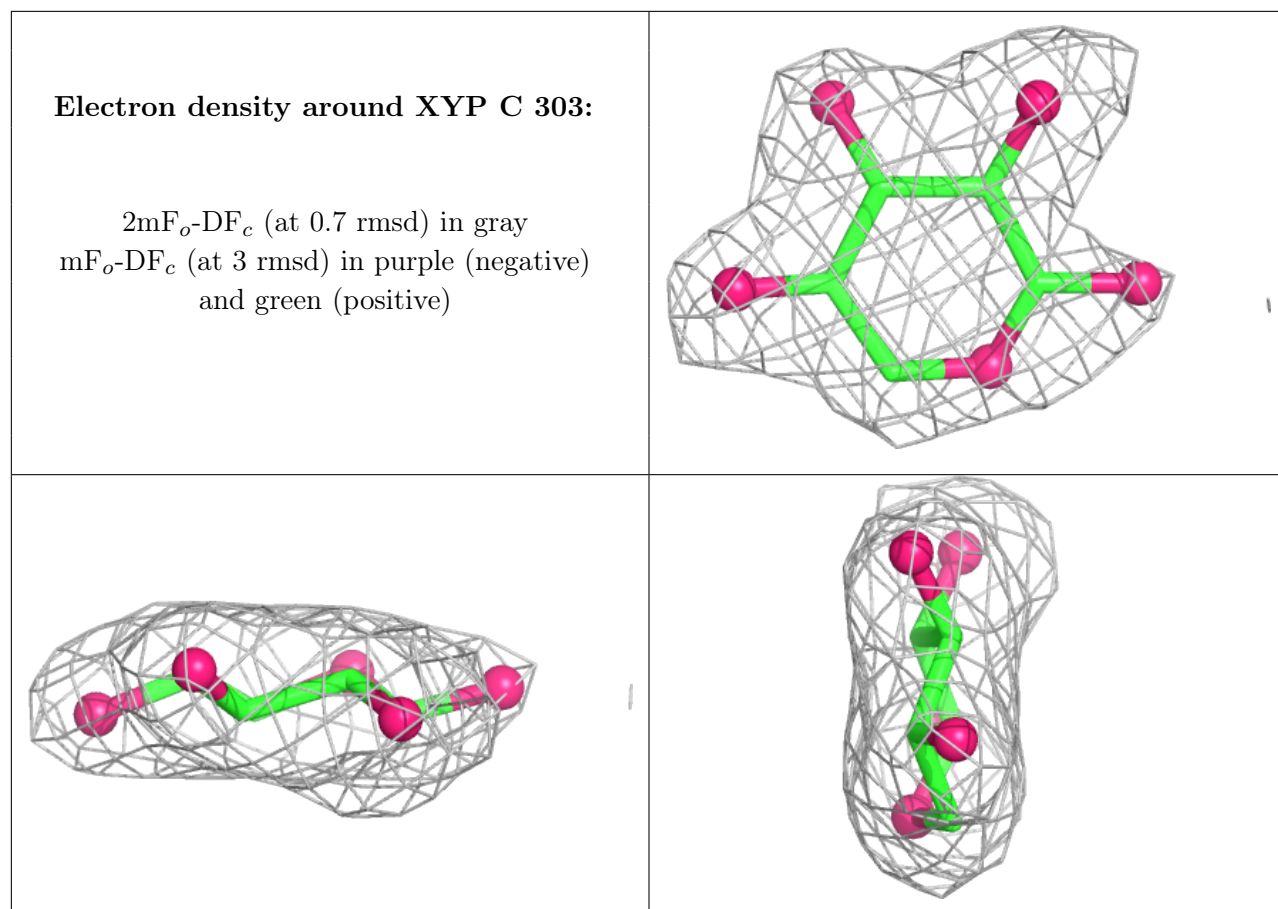 Electron density around XYP C 303:
2mFo-DFc (at 0.7 rmsd) in gray
mFo-DFc (at 3 rmsd) in purple (negative)
and green (positive)